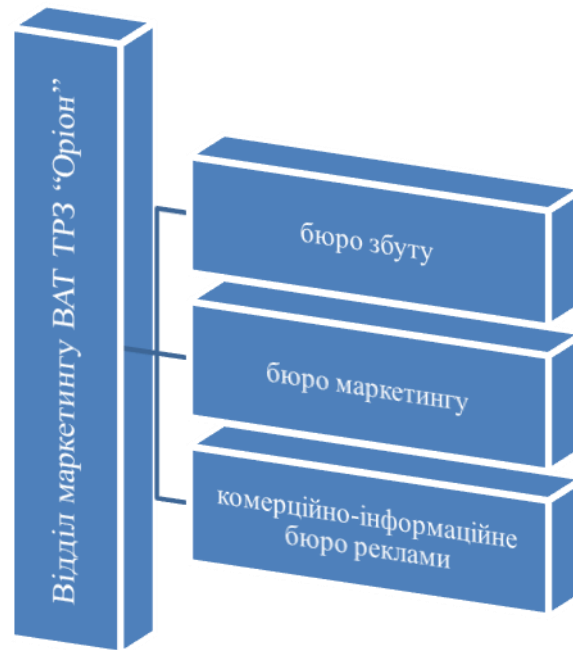 Відділ маркетингу ВАТ ТРЗ “Оріон”
бюро збуту
бюро маркетингу
комерційно-інформаційне
бюро реклами